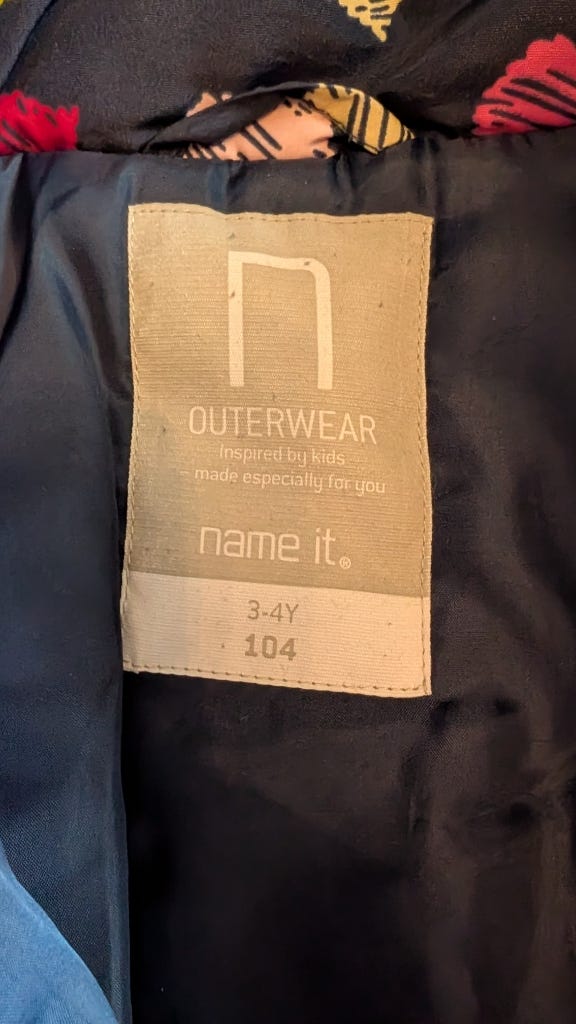 n
OUTERWEAR
Inspired by kids
– made especially for you
name it®
3-4Y
104